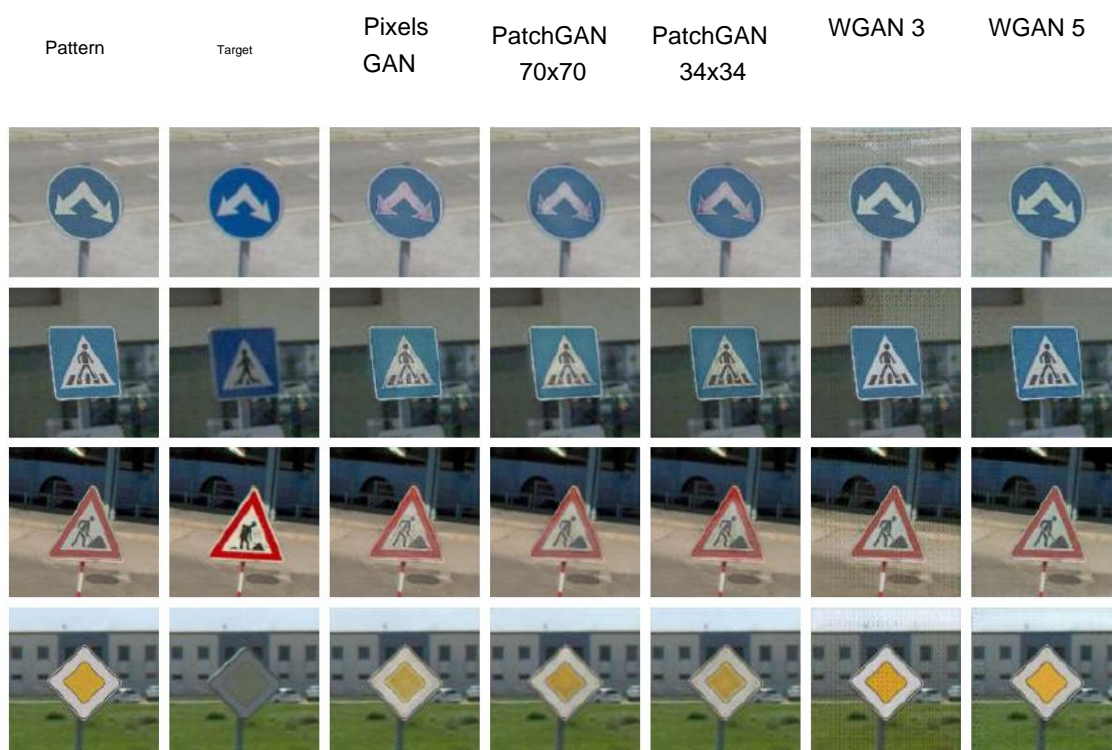 Pattern
Target
Pixels
GAN
PatchGAN
70x70
PatchGAN
34x34
WGAN 3
WGAN 5